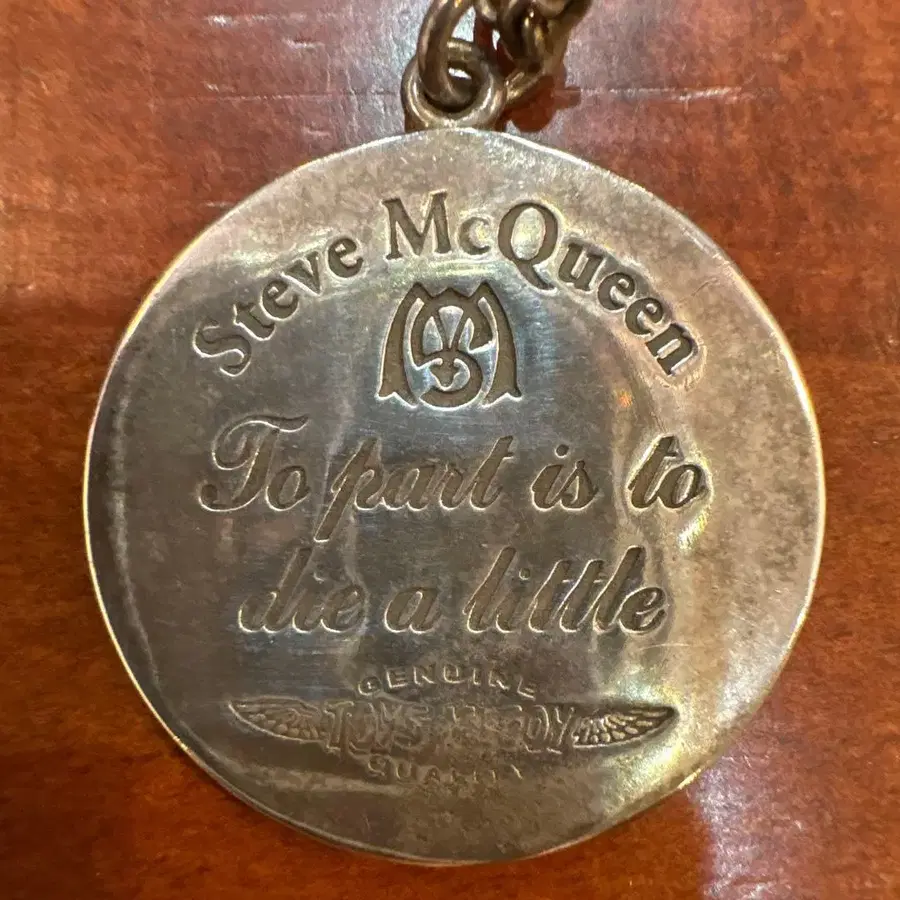 Steve McQueen
To part is to
die a little
GENUINE
TOYS McCOY
QUALITY